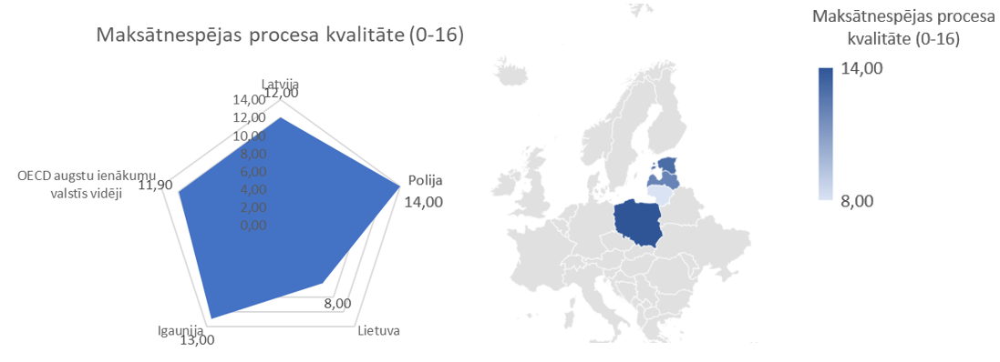 Maksātnespējas procesa kvalitāte (0-16)
Latvija
12,00
14,00
12,00
10,00
8,00
6,00
4,00
2,00
0,00
OECD augstu ienākumu
valstīs vidēji
11,90
Polija
14,00
8,00
Lietuva
Igaunija
13,00
Maksātnespējas procesa
kvalitāte (0-16)
14,00
8,00